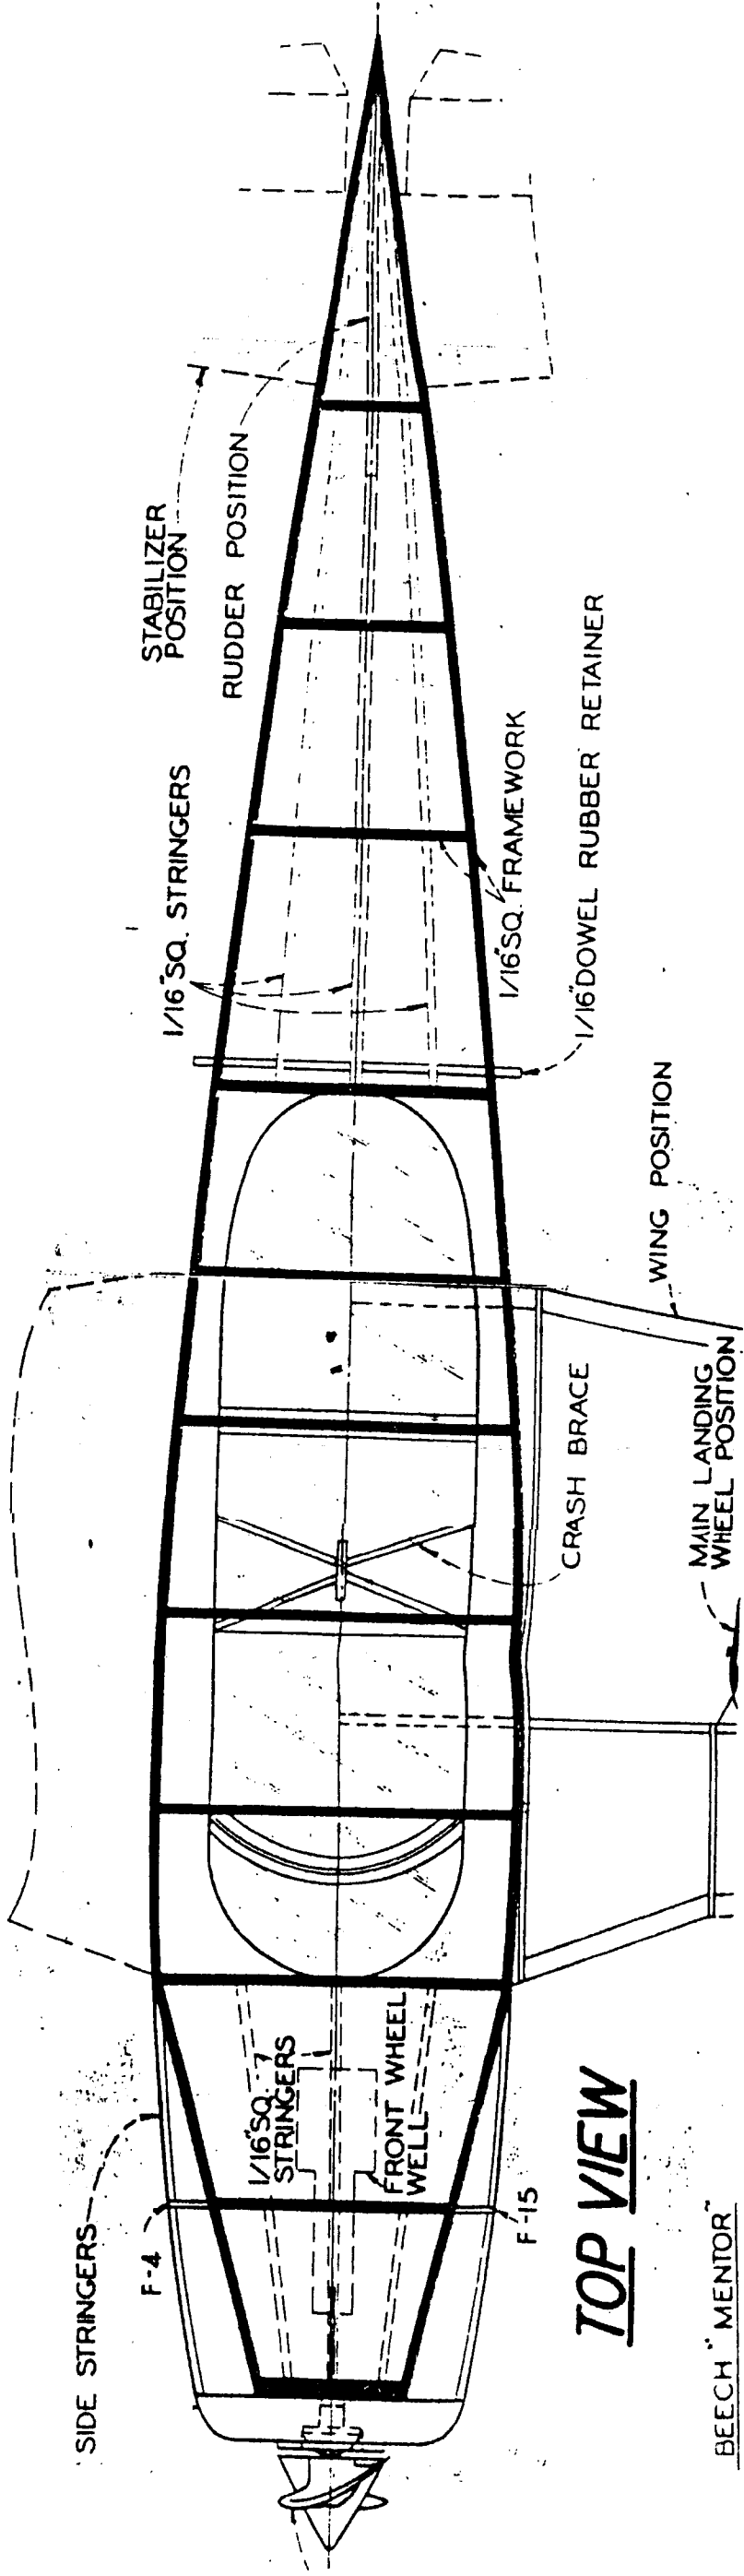 STABILIZER
POSITION
RUDDER POSITION
1/16"SQ. STRINGERS
1/16"SQ. FRAMEWORK
1/16"DOWEL RUBBER RETAINER
WING POSITION
CRASH BRACE
MAIN LANDING
WHEEL POSITION
SIDE STRINGERS
F-4
1/16"SQ.
STRINGERS
FRONT WHEEL
WELL
F-15
TOP VIEW
BEECH "MENTOR"